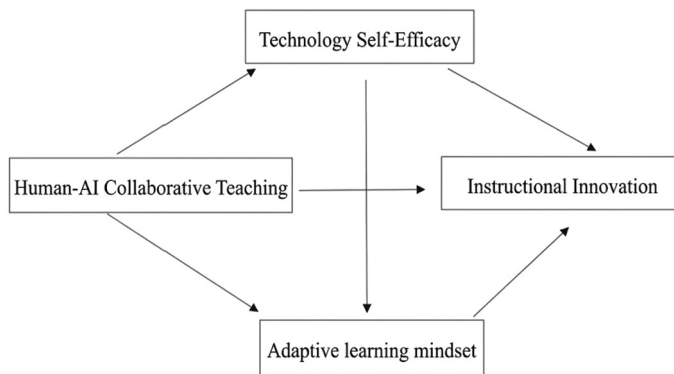 Technology Self-Efficacy
Human-AI Collaborative Teaching
Instructional Innovation
Adaptive learning mindset